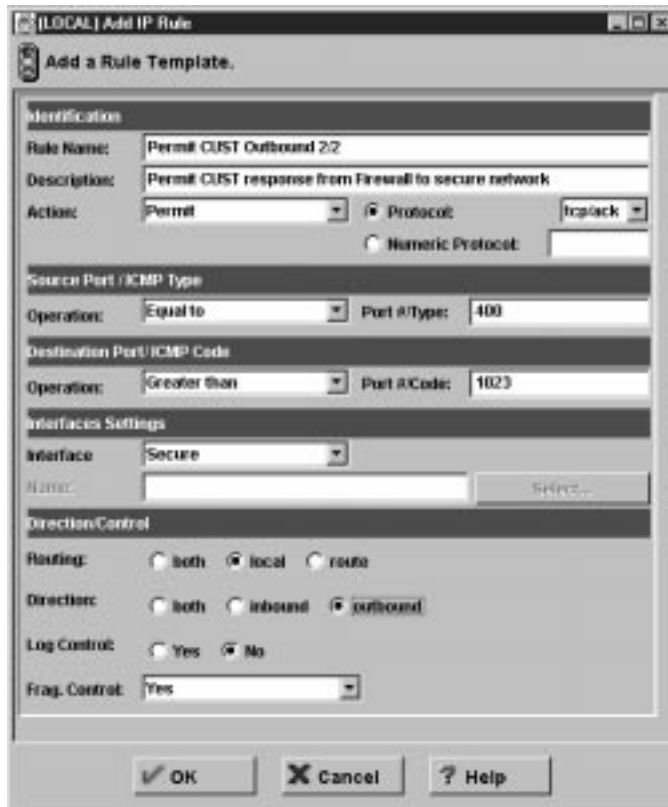 (LOCAL) Add IP Rule
Add a Rule Template.
Identification
Rule Name: Permit CUST Outbound 2/2
Description: Permit CUST response from Firewall to secure network
Action: Permit Protocol: tcp/ack
Numeric Protocol:
Source Port / ICMP Type
Operation: Equal to Port #/Type: 400
Destination Port/ ICMP Code
Operation: Greater than Port #/Code: 1023
Interfaces Settings
Interface Secure
Name: Select...
Direction/Control
Routing: both local route
Direction: both inbound outbound
Log Control: Yes No
Frag. Control: Yes
OK Cancel ? Help